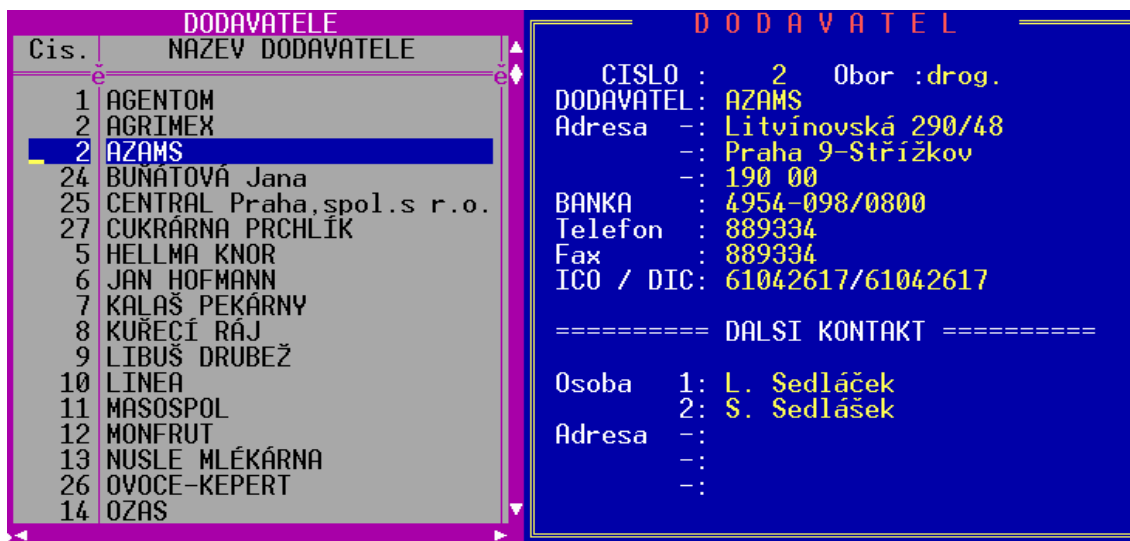 DODAVATELE
Cis. NAZEV DODAVATELE
ě ě
1 AGENTOM
2 AGRIMEX
2 AZAMS
24 BUŇÁTOVÁ Jana
25 CENTRAL Praha,spol.s r.o.
27 CUKRÁRNA PRCHLÍK
5 HELLMA KNOR
6 JAN HOFMANN
7 KALAŠ PEKÁRNY
8 KUŘECÍ RÁJ
9 LIBUŠ DRUBEŽ
10 LINEA
11 MASOSPOL
12 MONFRUT
13 NUSLE MLÉKÁRNA
26 OVOCE-KEPERT
14 OZAS
D O D A V A T E L
CISLO : 2 Obor :drog.
DODAVATEL: AZAMS
Adresa -: Litvínovská 290/48
-: Praha 9-Střížkov
-: 190 00
BANKA : 4954-098/0800
Telefon : 889334
Fax : 889334
ICO / DIC: 61042617/61042617
========== DALSI KONTAKT ==========
Osoba 1: L. Sedláček
2: S. Sedlášek
Adresa -:
-:
-: